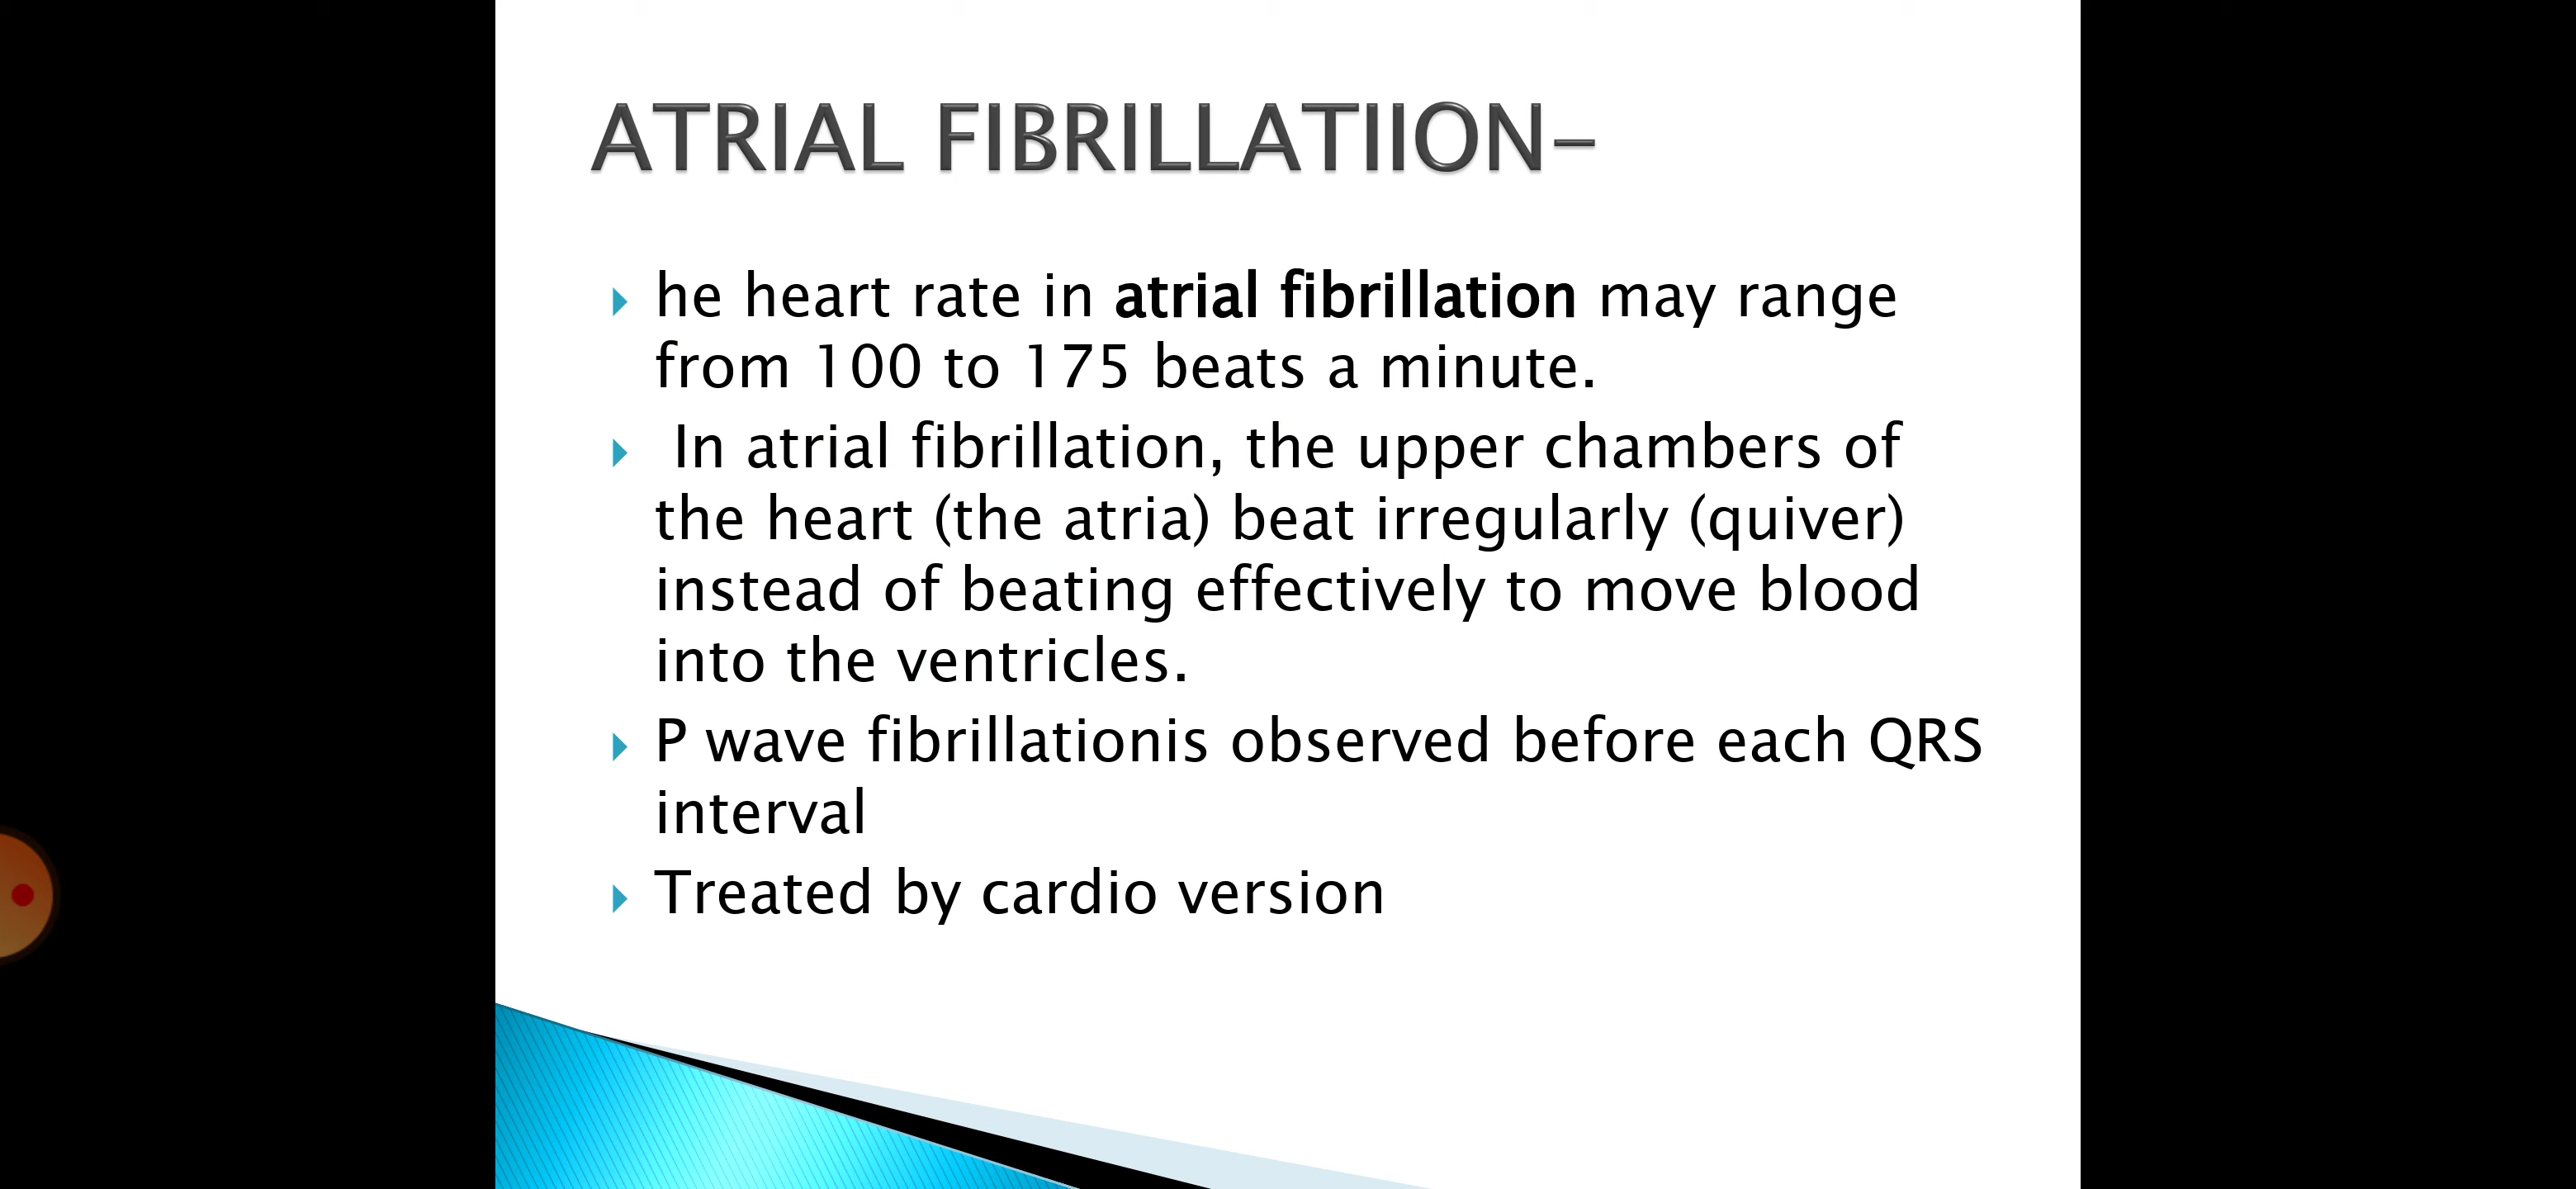 ATRIAL FIBRILLATIION-
he heart rate in atrial fibrillation may range
from 100 to 175 beats a minute.
In atrial fibrillation, the upper chambers of
the heart (the atria) beat irregularly (quiver)
instead of beating effectively to move blood
into the ventricles.
P wave fibrillationis observed before each QRS
interval
Treated by cardio version